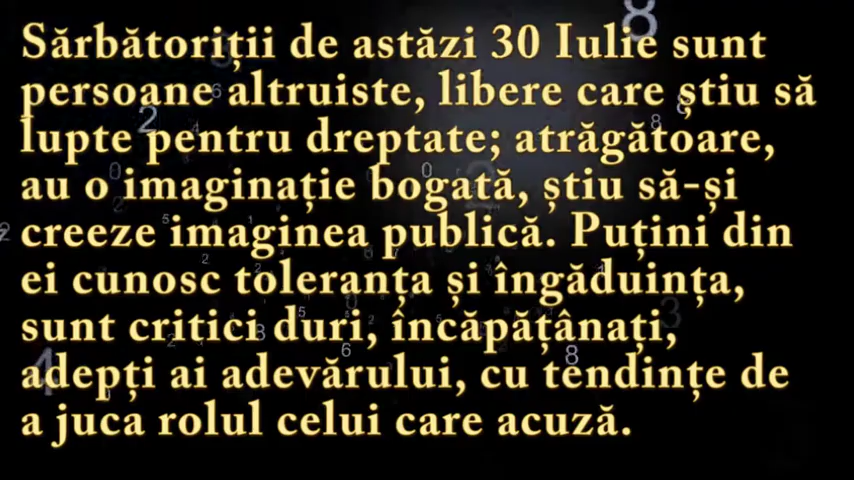 Sărbătoriții de astăzi 30 Iulie sunt
persoane altruiste, libere care știu să
lupte pentru dreptate; atrăgătoare,
au o imaginație bogată, știu să-și
creeze imaginea publică. Puțini din
ei cunosc toleranța și îngăduința,
sunt critici duri, încăpățânați,
adepți ai adevărului, cu tendințe de
a juca rolul celui care acuză.